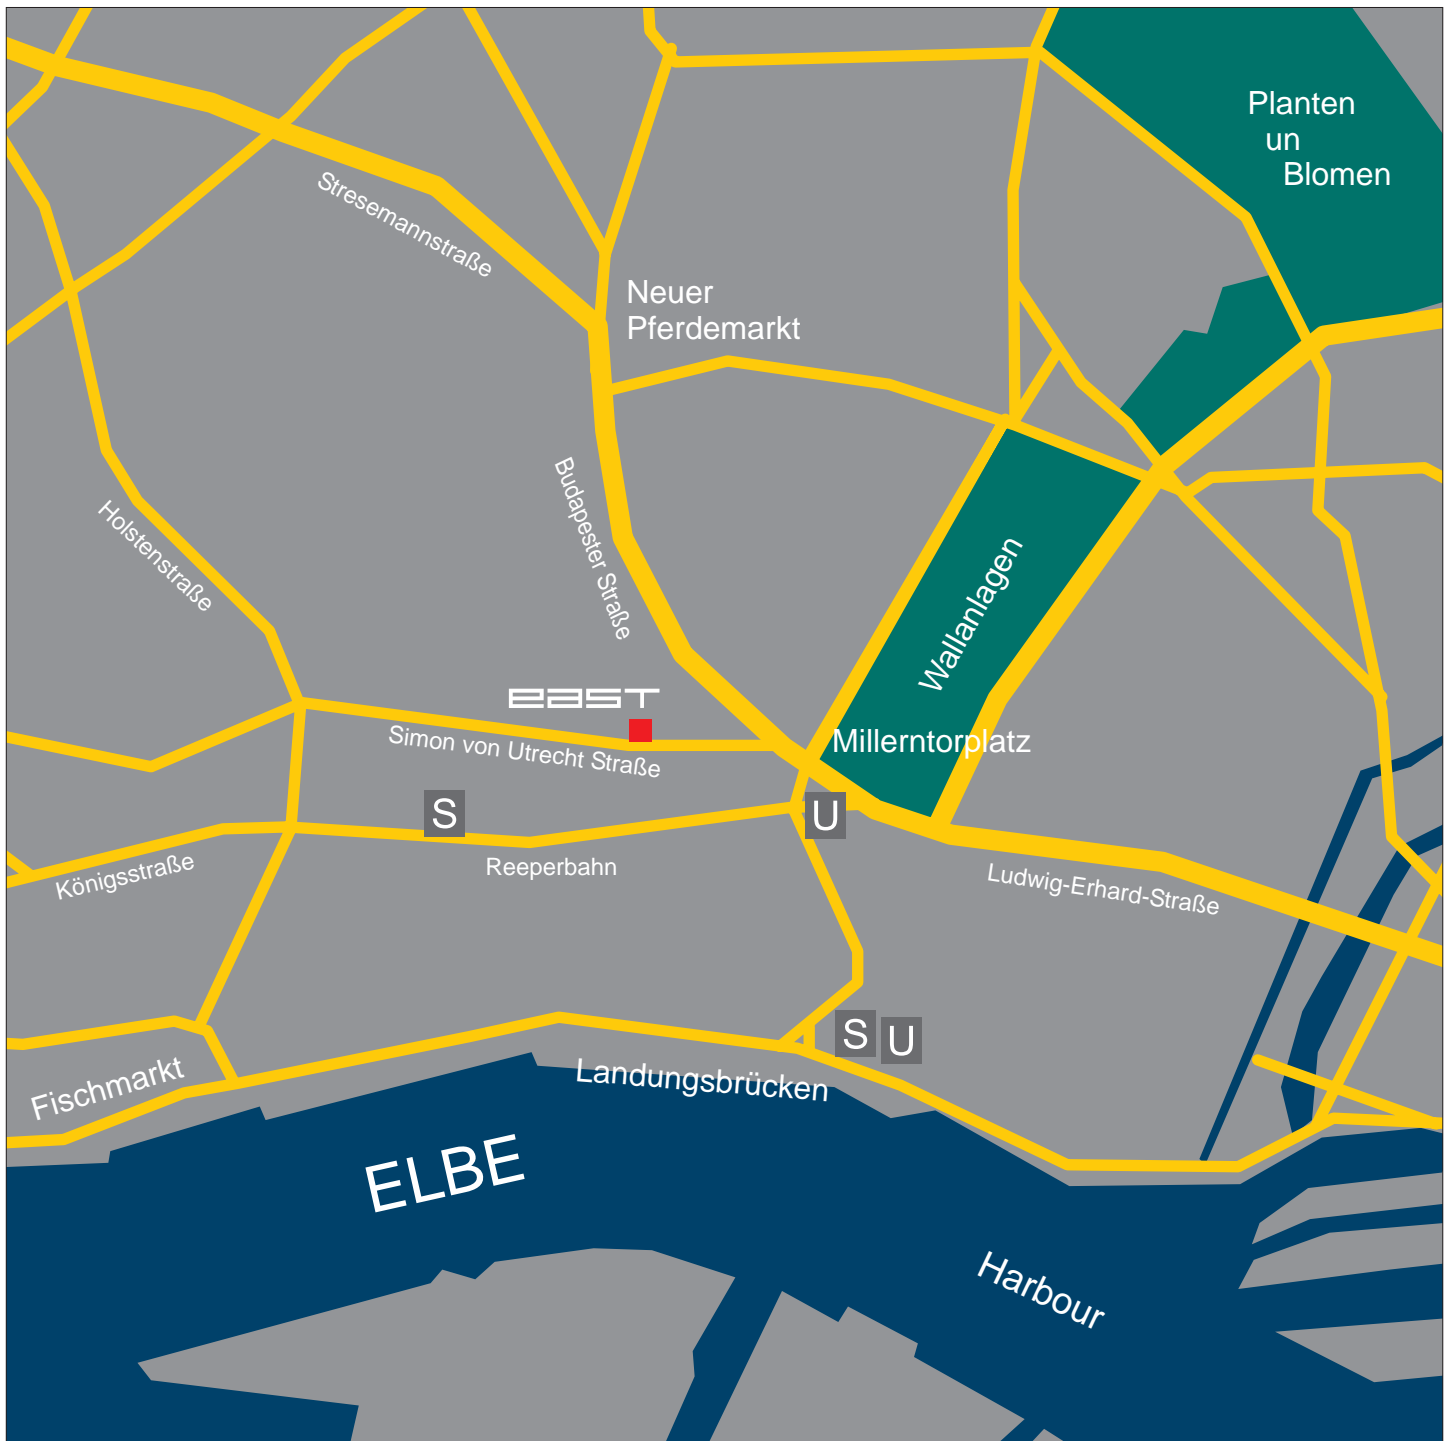 Planten
un
Blomen
Stresemannstraße
Neuer
Pferdemarkt
Budapester Straße
Holstenstraße
Wallanlagen
east
Millerntorplatz
Simon von Utrecht Straße
S
U
Reeperbahn
Königsstraße
Ludwig-Erhard-Straße
S
U
Landungsbrücken
Fischmarkt
ELBE
Harbour